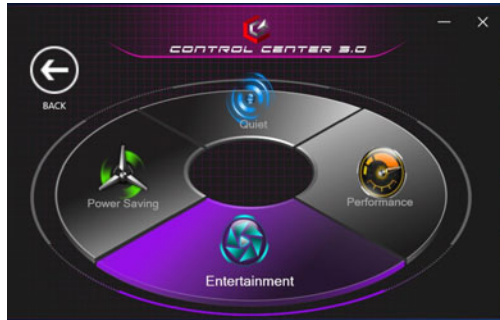 CONTROL CENTER 3.0
BACK
Quiet
Power Saving
Performance
Entertainment